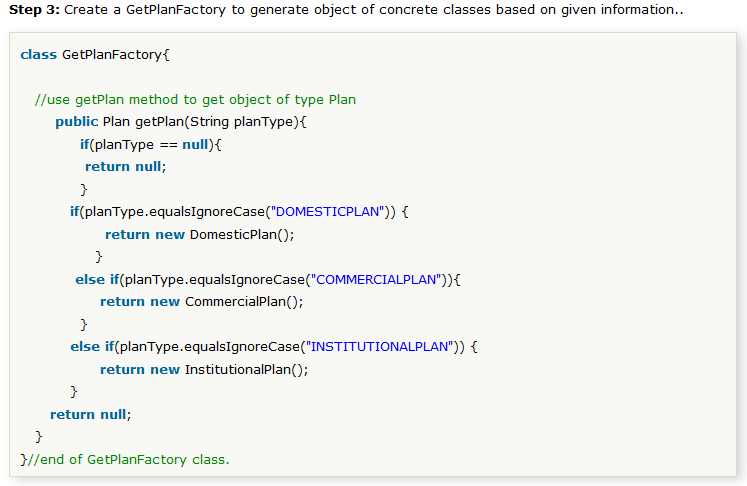 Step 3: Create a GetPlanFactory to generate object of concrete classes based on given information..
class GetPlanFactory{
//use getPlan method to get object of type Plan
public Plan getPlan(String planType){
if(planType == null){
return null;
}
if(planType.equalsIgnoreCase("DOMESTICPLAN")) {
return new DomesticPlan();
}
else if(planType.equalsIgnoreCase("COMMERCIALPLAN")){
return new CommercialPlan();
}
else if(planType.equalsIgnoreCase("INSTITUTIONALPLAN")) {
return new InstitutionalPlan();
}
return null;
}
}//end of GetPlanFactory class.